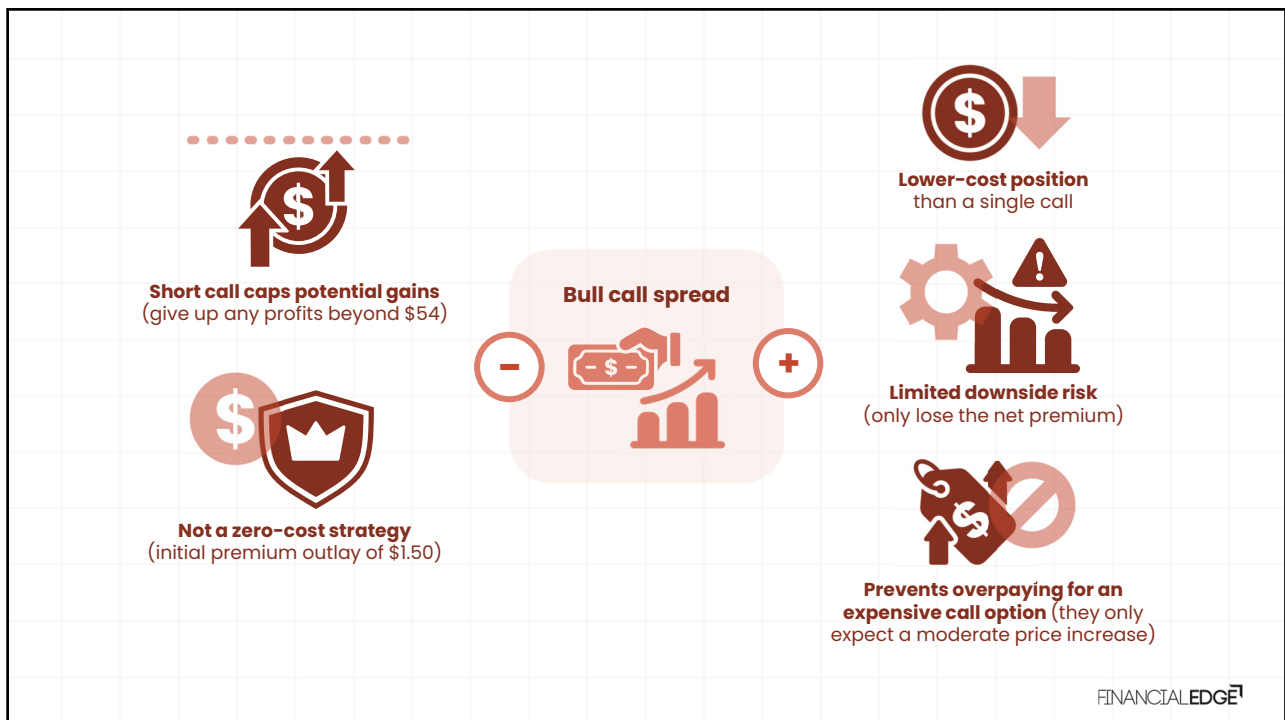 Short call caps potential gains
(give up any profits beyond $54)
Not a zero-cost strategy
(initial premium outlay of $1.50)
Bull call spread
Lower-cost position
than a single call
Limited downside risk
(only lose the net premium)
Prevents overpaying for an
expensive call option (they only
expect a moderate price increase)
FINANCIALEDGE